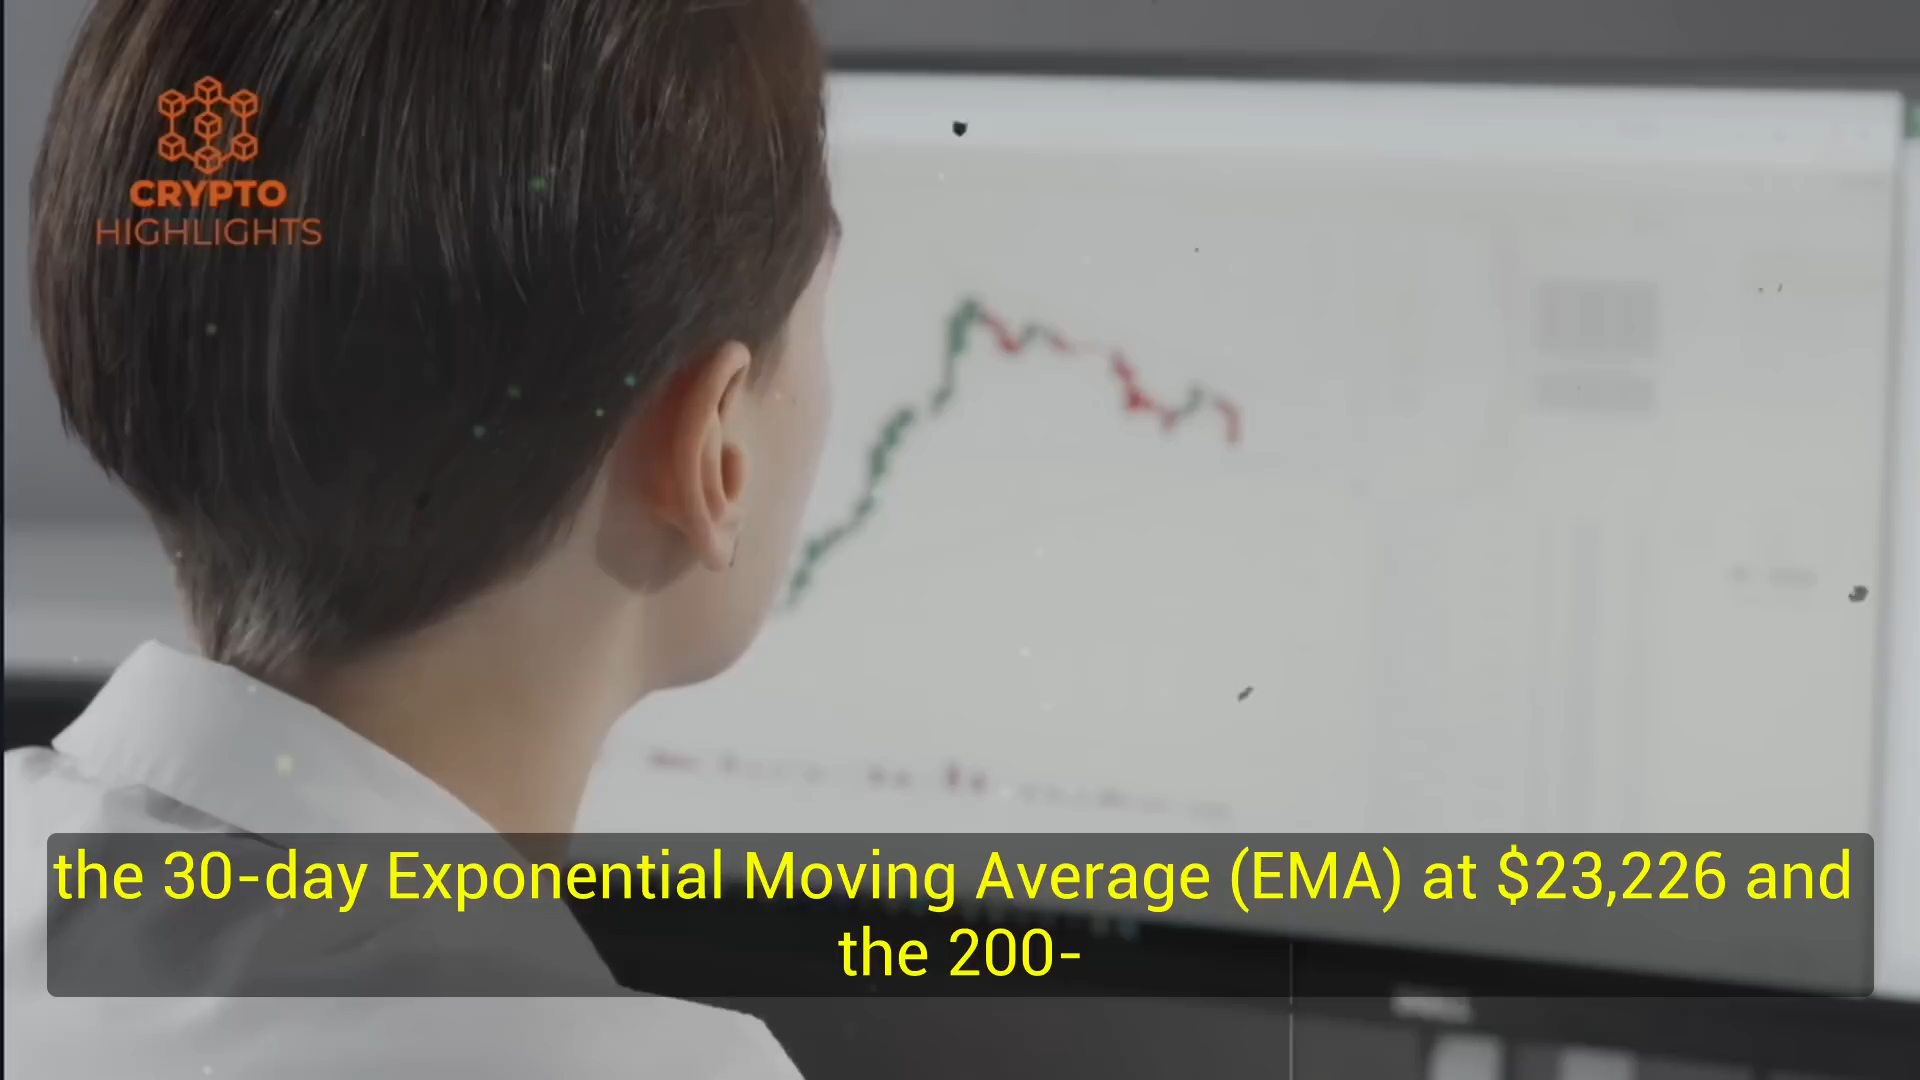 CRYPTO
HIGHLIGHTS
the 30-day Exponential Moving Average (EMA) at $23,226 and
the 200-